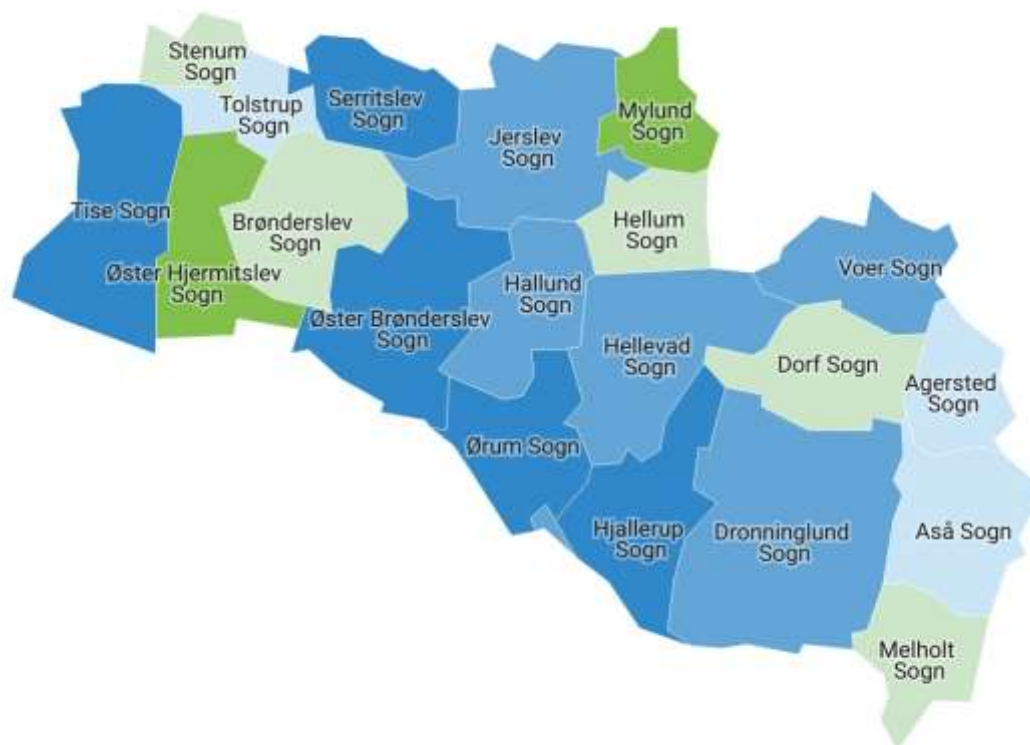 Stenum
Sogn
Tolstrup
Sogn
Serritslev
Sogn
Jerslev
Sogn
Mylund
Sogn
Tise Sogn
Brønderslev
Sogn
Hellum
Sogn
Øster Hjermitslev
Sogn
Hallund
Sogn
Voer Sogn
Øster Brønderslev
Sogn
Hellevad
Sogn
Dorf Sogn
Agersted
Sogn
Ørum Sogn
Hjallerup
Sogn
Dronninglund
Sogn
Aså Sogn
Melholt
Sogn